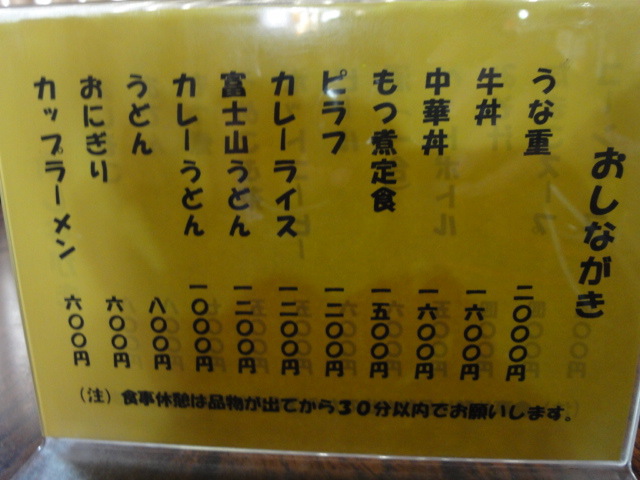 おしながき
うな重 二〇〇〇円
牛丼 一六〇〇円
中華丼 一六〇〇円
もつ煮定食 一五〇〇円
ピラフ 一二〇〇円
カレーライス 一二〇〇円
富士山うどん 一二〇〇円
カレーうどん 一〇〇〇円
うどん 八〇〇円
おにぎり 六〇〇円
カップラーメン 六〇〇円
（注）食事休憩は品物が出てから３０分以内でお願いします。